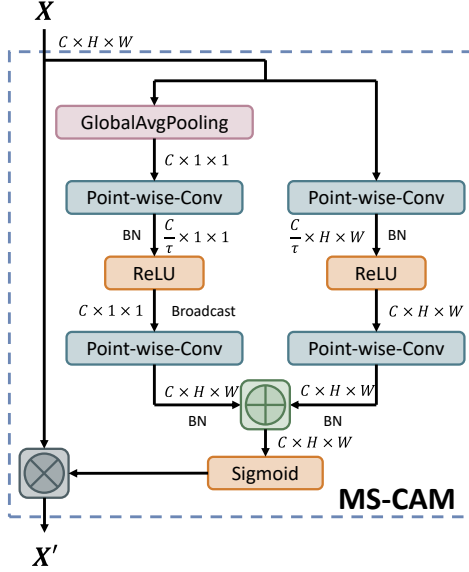 X
C × H × W
GlobalAvgPooling
C × 1 × 1
Point-wise-Conv Point-wise-Conv
BN C/τ × 1 × 1 C/τ × H × W BN
ReLU ReLU
C × 1 × 1 Broadcast C × H × W
Point-wise-Conv Point-wise-Conv
C × H × W C × H × W
BN BN
C × H × W
Sigmoid
MS-CAM
X′